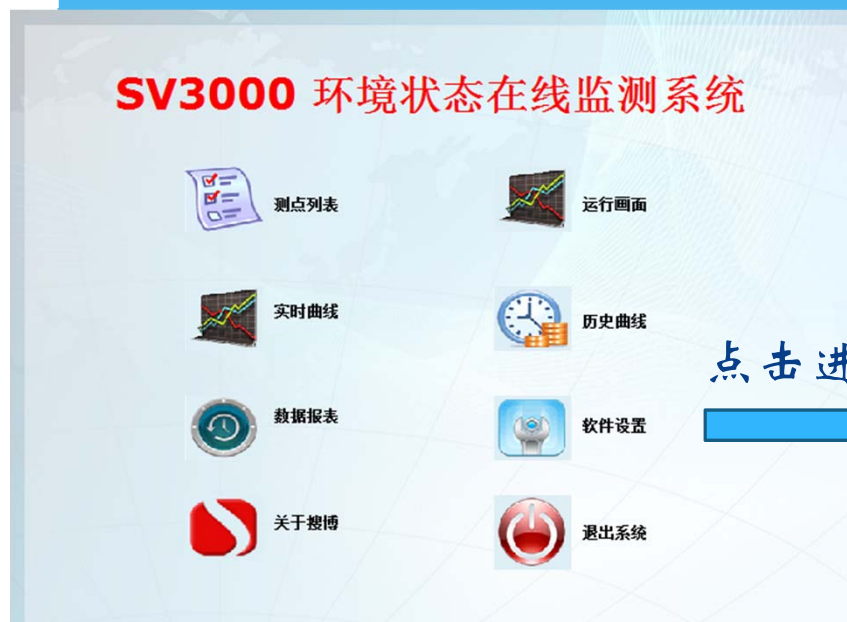 SV3000 环境状态在线监测系统
测点列表
运行画面
实时曲线
历史曲线
点击进
数据报表
软件设置
关于搜博
退出系统